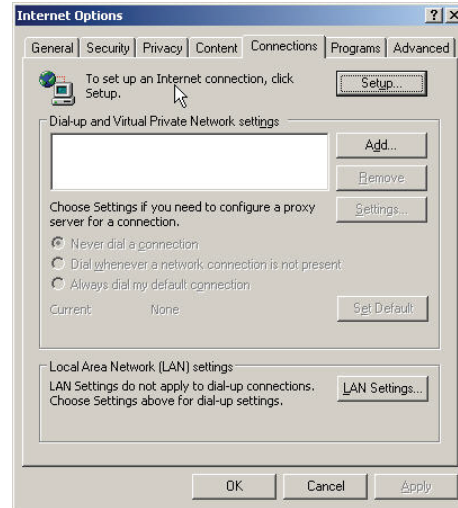 Internet Options
General Security Privacy Content Connections Programs Advanced
To set up an Internet connection, click
Setup.
Setup...
Dial-up and Virtual Private Network settings
Add...
Remove
Choose Settings if you need to configure a proxy
server for a connection.
Settings...
Never dial a connection
Dial whenever a network connection is not present
Always dial my default connection
Current None
Set Default
Local Area Network (LAN) settings
LAN Settings do not apply to dial-up connections.
Choose Settings above for dial-up settings.
LAN Settings...
OK Cancel Apply